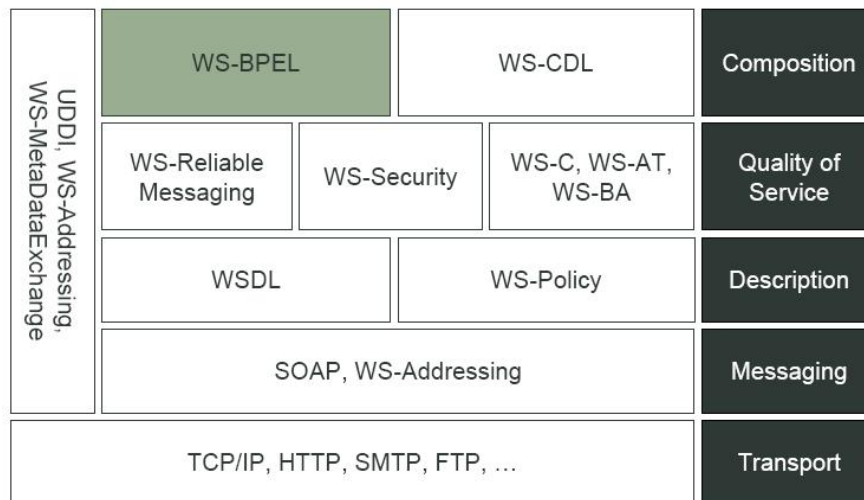 UDDI, WS-Addressing,
WS-MetaDataExchange
WS-BPEL
WS-CDL
Composition
WS-Reliable
Messaging
WS-Security
WS-C, WS-AT,
WS-BA
Quality of
Service
WSDL
WS-Policy
Description
SOAP, WS-Addressing
Messaging
TCP/IP, HTTP, SMTP, FTP, …
Transport